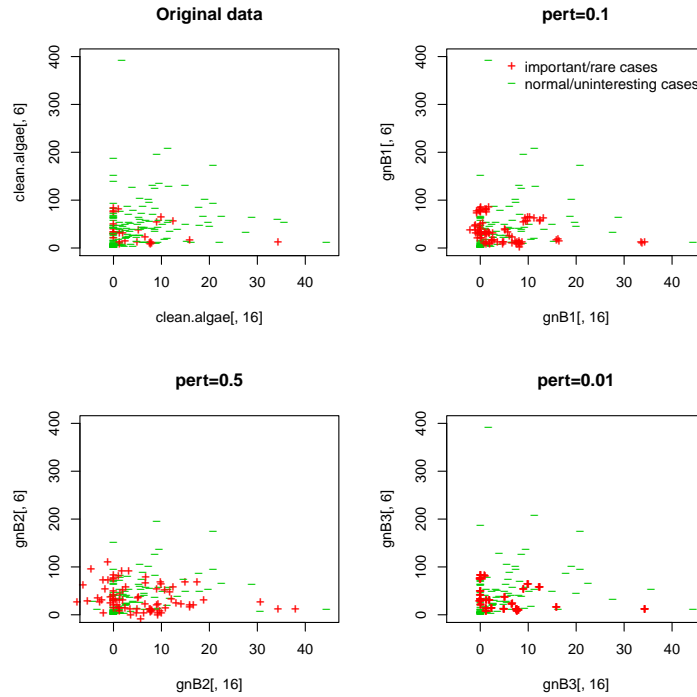 Original data
400
300
200
100
0
clean.algae[, 6]
0 10 20 30 40
clean.algae[, 16]
pert=0.1
+ important/rare cases
− normal/uninteresting cases
400
300
200
100
0
gnB1[, 6]
0 10 20 30 40
gnB1[, 16]
pert=0.5
400
300
200
100
0
gnB2[, 6]
0 10 20 30 40
gnB2[, 16]
pert=0.01
400
300
200
100
0
gnB3[, 6]
0 10 20 30 40
gnB3[, 16]